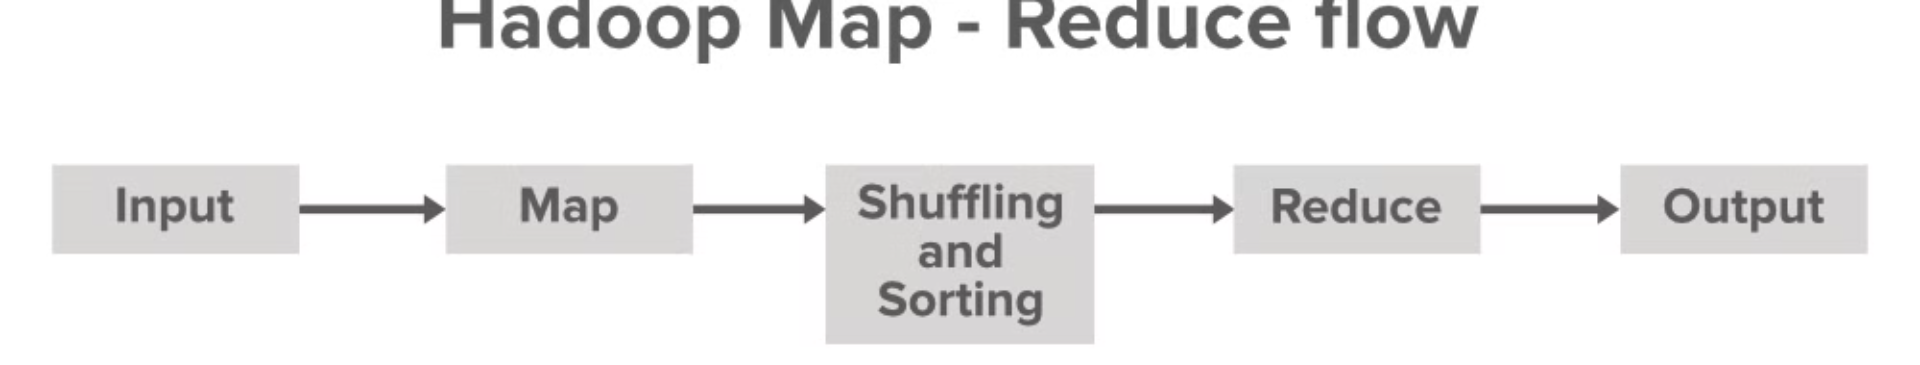 Hadoop Map - Reduce flow
Input
Map
Shuffling
and
Sorting
Reduce
Output